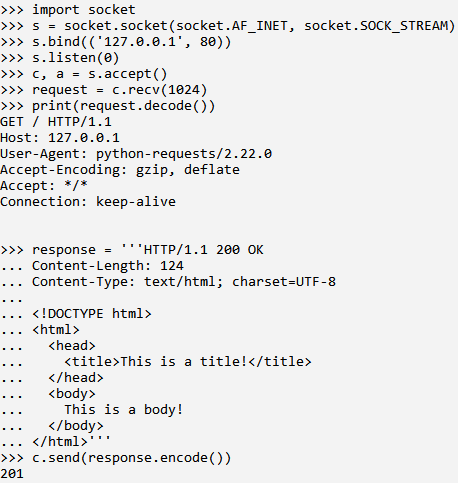 >>> import socket
>>> s = socket.socket(socket.AF_INET, socket.SOCK_STREAM)
>>> s.bind(('127.0.0.1', 80))
>>> s.listen(0)
>>> c, a = s.accept()
>>> request = c.recv(1024)
>>> print(request.decode())
GET / HTTP/1.1
Host: 127.0.0.1
User-Agent: python-requests/2.22.0
Accept-Encoding: gzip, deflate
Accept: */*
Connection: keep-alive


>>> response = '''HTTP/1.1 200 OK
... Content-Length: 124
... Content-Type: text/html; charset=UTF-8
...
... <!DOCTYPE html>
... <html>
...   <head>
...     <title>This is a title!</title>
...   </head>
...   <body>
...     This is a body!
...   </body>
... </html>'''
>>> c.send(response.encode())
201